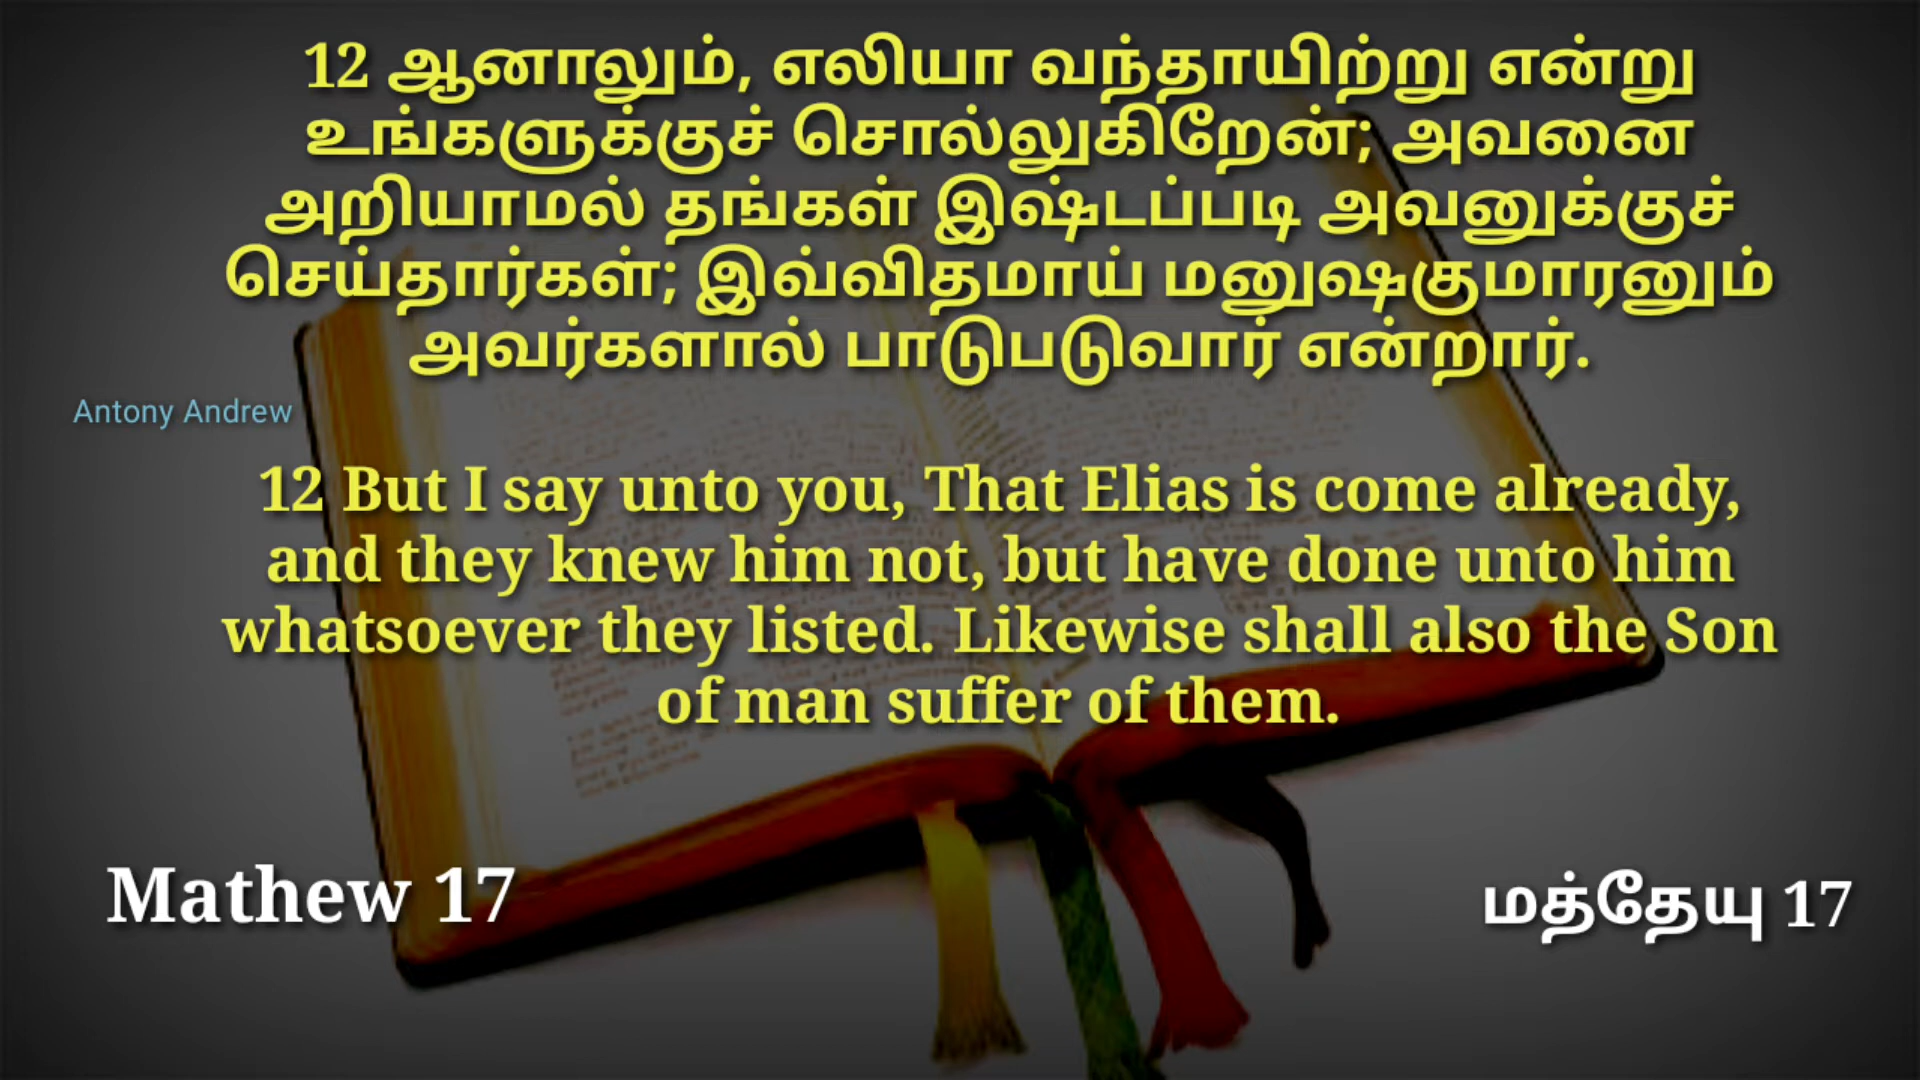 12 ஆனாலும், எலியா வந்தாயிற்று என்று
உங்களுக்குச் சொல்லுகிறேன்; அவனை
அறியாமல் தங்கள் இஷ்டப்படி அவனுக்குச்
செய்தார்கள்; இவ்விதமாய் மனுஷகுமாரனும்
அவர்களால் பாடுபடுவார் என்றார்.
Antony Andrew
12 But I say unto you, That Elias is come already,
and they knew him not, but have done unto him
whatsoever they listed. Likewise shall also the Son
of man suffer of them.
Mathew 17
மத்தேயு 17